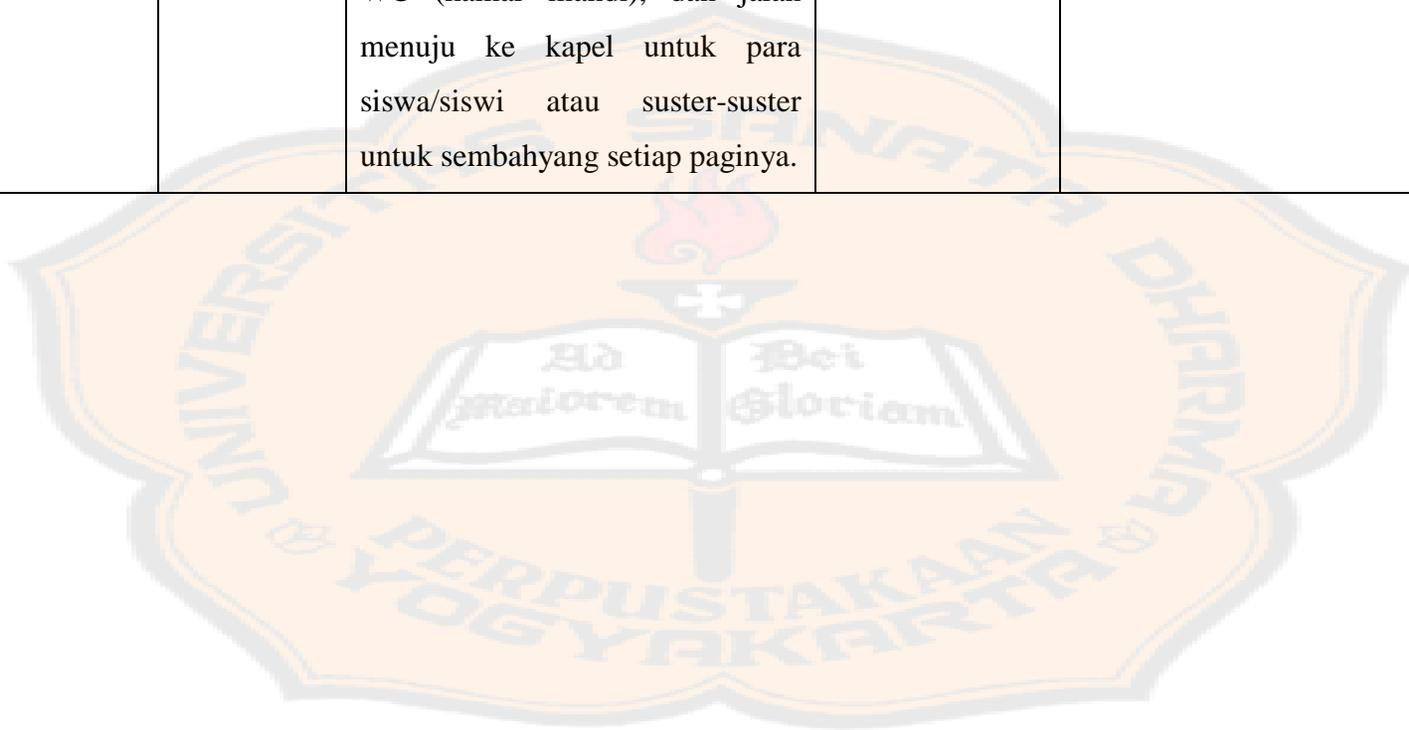 menuju ke kapel untuk para
siswa/siswi atau suster-suster
untuk sembahyang setiap paginya.
UNIVERSITAS SANATA DHARMA
Ad Dei
Maiorem Gloriam
PERPUSTAKAAN
YOGYAKARTA